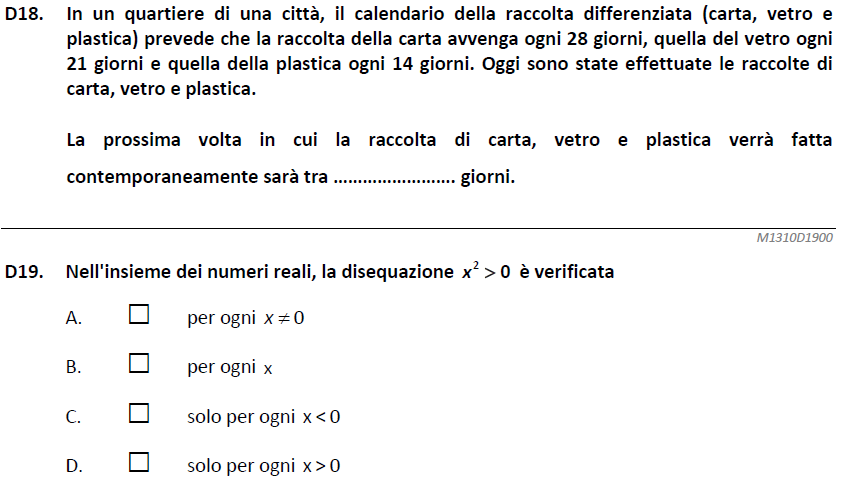 D18. In un quartiere di una città, il calendario della raccolta differenziata (carta, vetro e
plastica) prevede che la raccolta della carta avvenga ogni 28 giorni, quella del vetro ogni
21 giorni e quella della plastica ogni 14 giorni. Oggi sono state effettuate le raccolte di
carta, vetro e plastica.
La prossima volta in cui la raccolta di carta, vetro e plastica verrà fatta
contemporaneamente sarà tra ......................... giorni.
M1310D1900
D19. Nell'insieme dei numeri reali, la disequazione x² > 0 è verificata
A. ☐ per ogni x ≠ 0
B. ☐ per ogni x
C. ☐ solo per ogni x < 0
D. ☐ solo per ogni x > 0